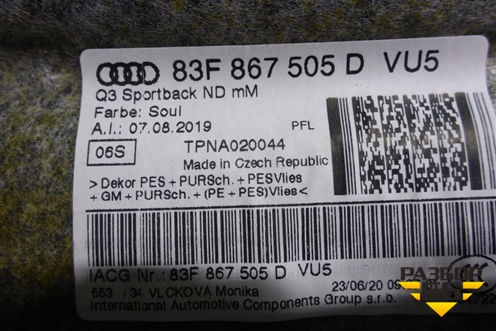 83F 867 505 D VU5
Q3 Sportback ND mM
Farbe: Soul
A.I.: 07.08.2019 PFL
06S TPNA020044
Made in Czech Republic
>Dekor PES+PURSch.+PESVlies
+GM+PURSch.+(PE+PES)Vlies<
IACG Nr.: 83F 867 505 D VU5
553 /34 VLCKOVA Monika 23/06/20
International Automotive Components Group s.r.o.